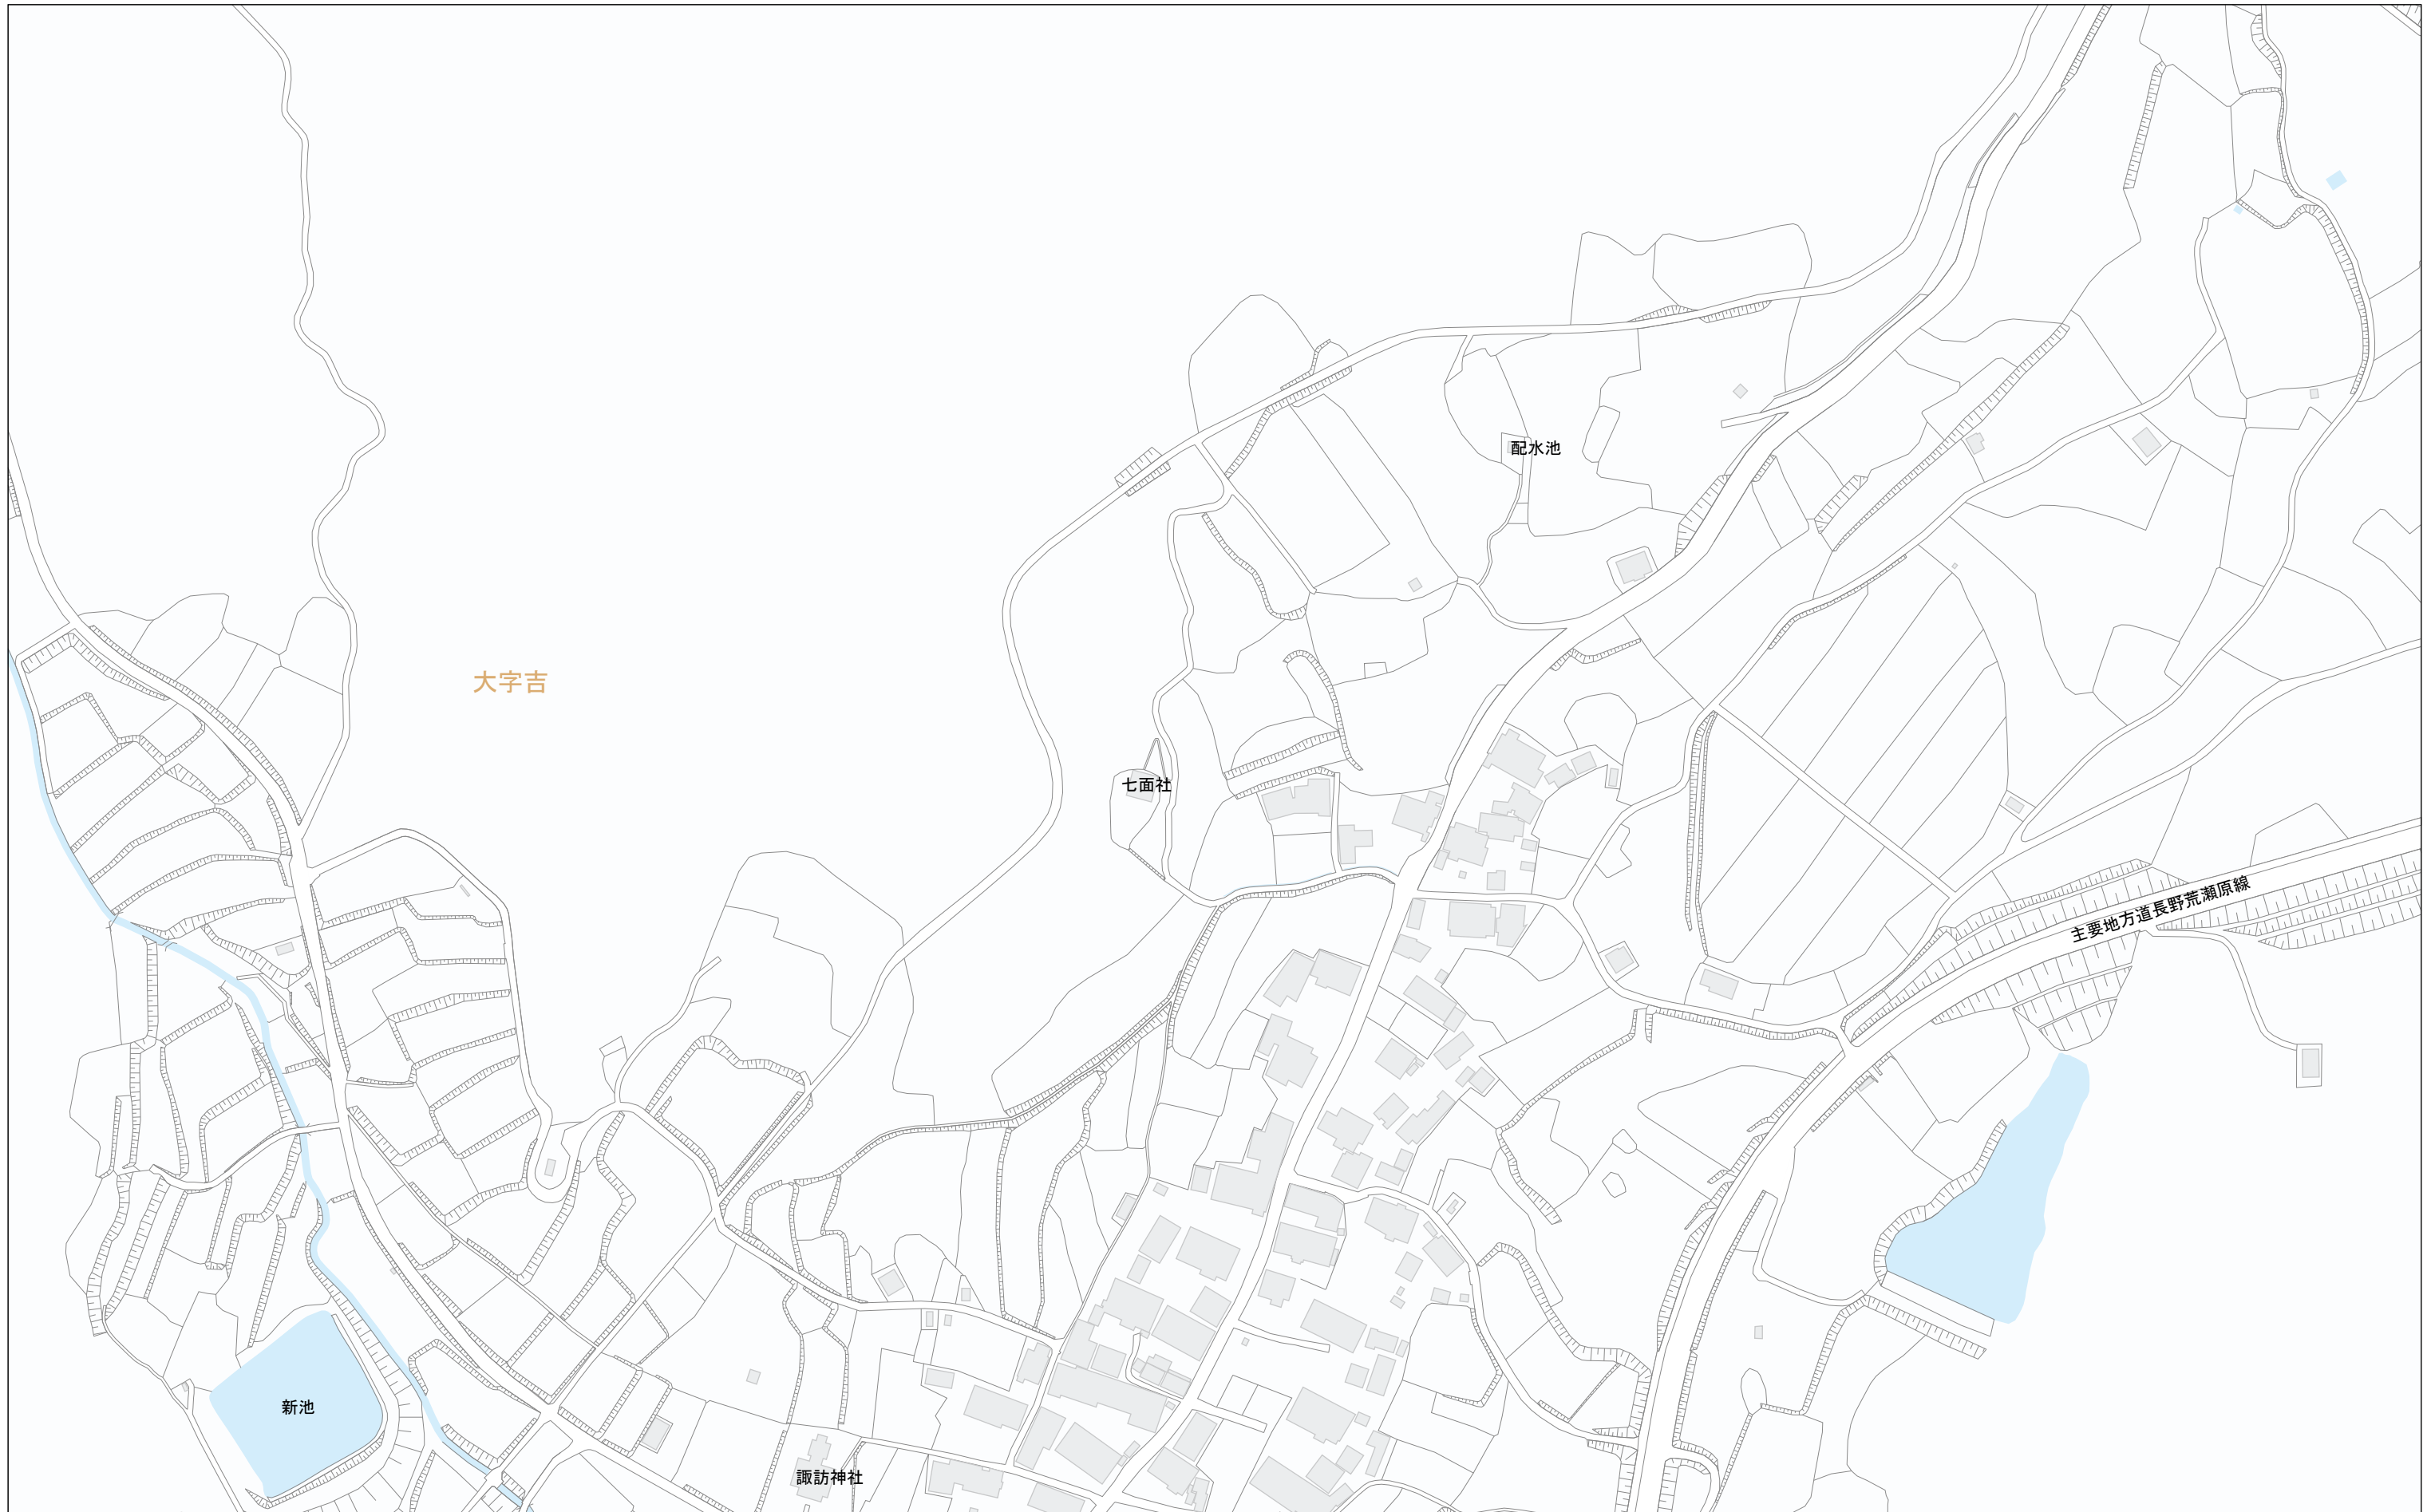 配水池
大字吉
七面社
主要地方道長野荒瀬原線
新池
諏訪神社